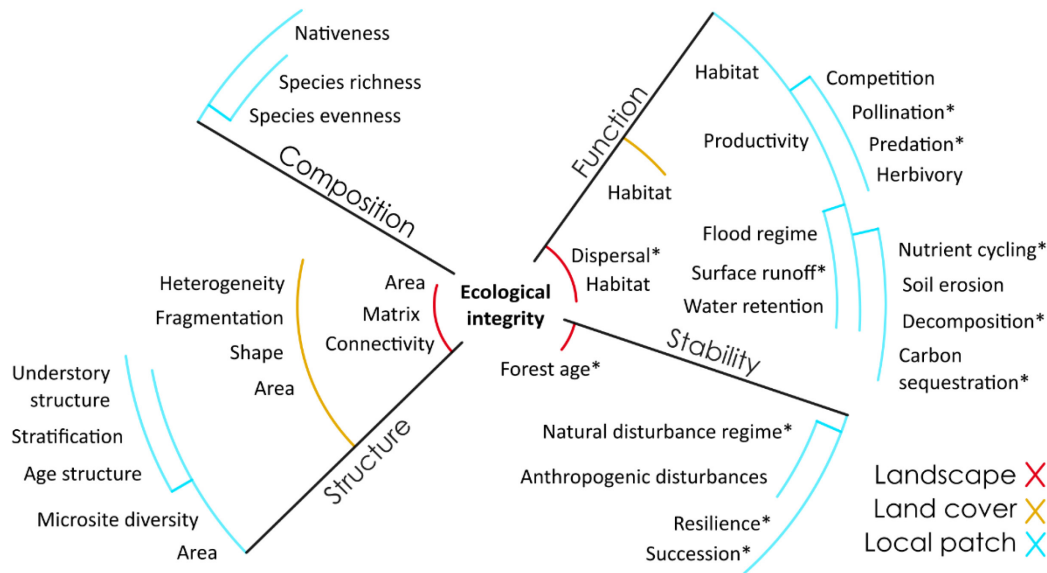 Nativeness
Species richness
Species evenness
Composition
Function
Habitat
Productivity
Competition
Pollination*
Predation*
Herbivory
Habitat
Flood regime
Surface runoff*
Water retention
Nutrient cycling*
Soil erosion
Decomposition*
Carbon
sequestration*
Dispersal*
Habitat
Ecological
integrity
Area
Matrix
Connectivity
Heterogeneity
Fragmentation
Shape
Area
Understory
structure
Stratification
Age structure
Microsite diversity
Area
Structure
Stability
Forest age*
Natural disturbance regime*
Anthropogenic disturbances
Resilience*
Succession*
Landscape
Land cover
Local patch